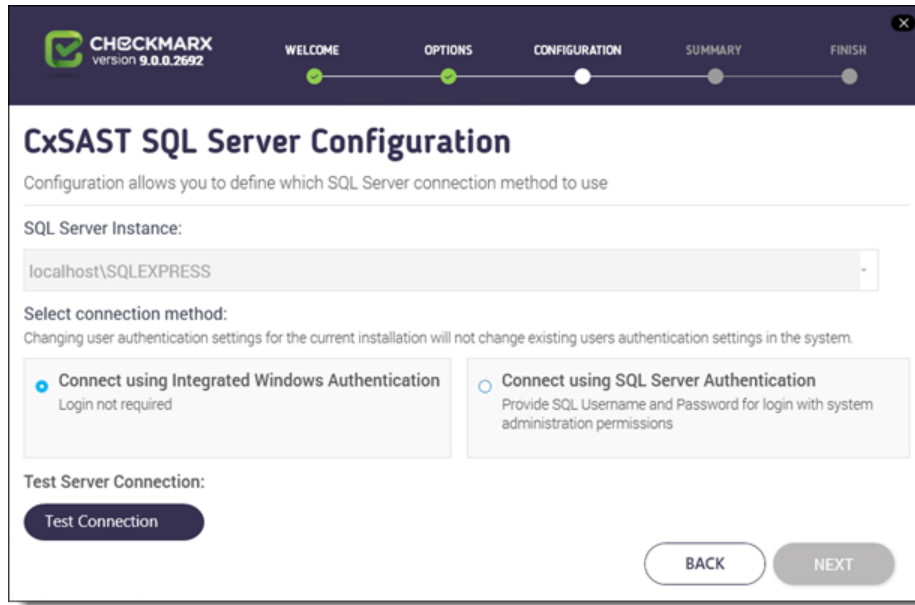 CHECKMARX
version 9.0.0.2692
WELCOME
OPTIONS
CONFIGURATION
SUMMARY
FINISH
CxSAST SQL Server Configuration
Configuration allows you to define which SQL Server connection method to use
SQL Server Instance:
localhost\SQLEXPRESS
Select connection method:
Changing user authentication settings for the current installation will not change existing users authentication settings in the system.
Connect using Integrated Windows Authentication
Login not required
Connect using SQL Server Authentication
Provide SQL Username and Password for login with system
administration permissions
Test Server Connection:
Test Connection
BACK
NEXT